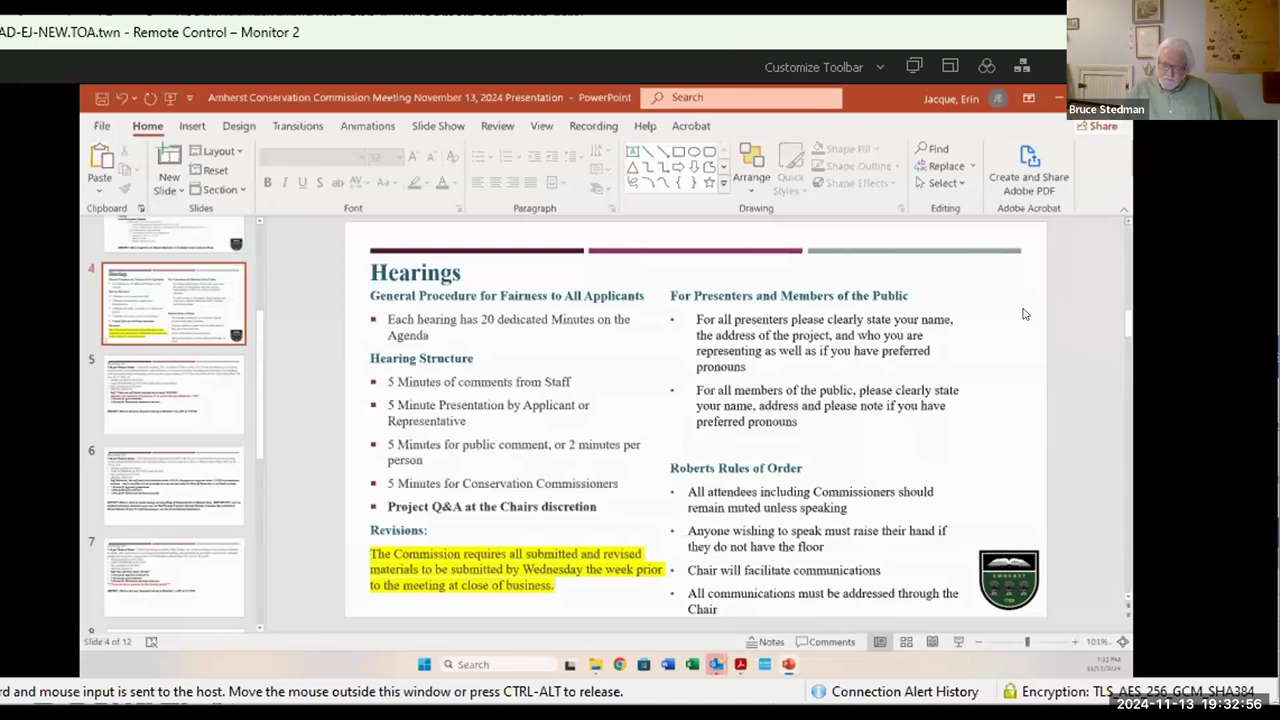 AD-EJ-NEW.TOA.twn - Remote Control – Monitor 2
Customize Toolbar
Bruce Stedman
Amherst Conservation Commission Meeting November 13, 2024 Presentation - PowerPoint
Search
Jacque, Erin
JE
File Home Insert Design Transitions Animation Slide Show Review View Recording Help Acrobat
Share
Paste
New
Slide
Layout
Reset
Section
Arrange
Quick
Styles
Shape Fill
Shape Outline
Shape Effects
Find
Replace
Select
Create and Share
Adobe PDF
Clipboard
Slides
Font
Paragraph
Drawing
Editing
Adobe Acrobat
4
5
6
7
Hearings
General Procedure for Fairness to all Applicants
Each hearing has 20 dedicated Minutes on the
Agenda
Hearing Structure
5 Minutes of comments from Staff
5 Minute Presentation by Applicant or
Representative
5 Minutes for public comment, or 2 minutes per
person
5 Minutes for Conservation Commissioners
Project Q&A at the Chairs discretion
Revisions:
The Commission requires all submitted and revised
materials to be submitted by Wednesday the week prior
to the meeting at close of business.
For Presenters and Members of the Public
For all presenters please clearly state your name,
the address of the project, and who you are
representing as well as if you have preferred
pronouns
For all members of the public, please clearly state
your name, address and please note if you have
preferred pronouns
Roberts Rules of Order
All attendees including Commissioners should
remain muted unless speaking
Anyone wishing to speak must raise their hand if
they do not have the floor
Chair will facilitate communications
All communications must be addressed through the
Chair
AMHERST
Slide 4 of 12
Notes
Comments
101%
Search
7:33 PM
11/13/2024
rd and mouse input is sent to the host. Move the mouse outside this window or press CTRL-ALT to release.
Connection Alert History
Encryption: TLS_AES_256_GCM_SHA384
2024-11-13 19:32:56